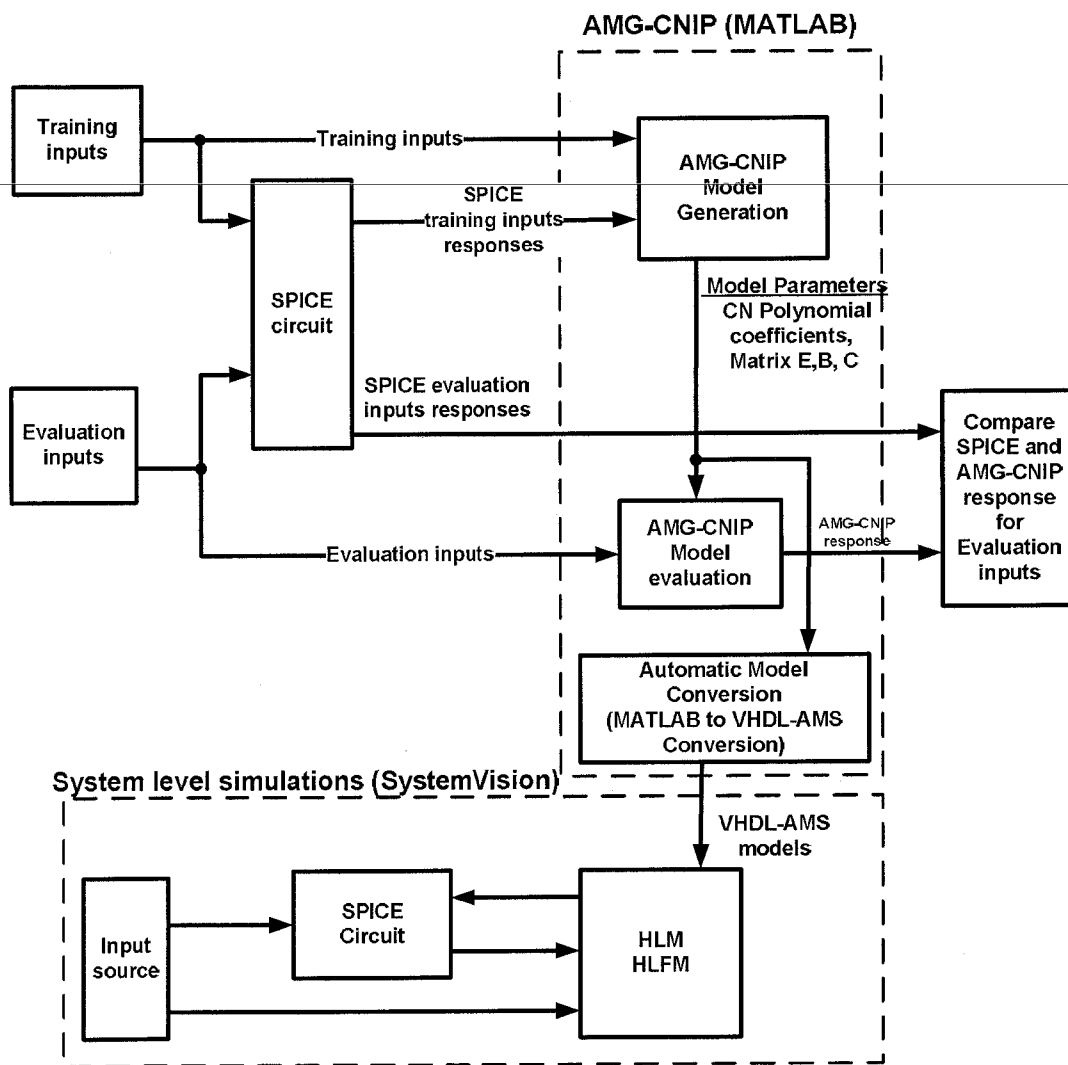 AMG-CNIP (MATLAB)
Training
inputs
Training inputs
AMG-CNIP
Model
Generation
SPICE
training inputs
responses
SPICE
circuit
Model Parameters
CN Polynomial
coefficients,
Matrix E,B, C
SPICE evaluation
inputs responses
Evaluation
inputs
Compare
SPICE and
AMG-CNIP
response
for
Evaluation
inputs
AMG-CNIP
Model
evaluation
AMG-CNIP
response
Evaluation inputs
Automatic Model
Conversion
(MATLAB to VHDL-AMS
Conversion)
System level simulations (SystemVision)
VHDL-AMS
models
SPICE
Circuit
Input
source
HLM
HLFM